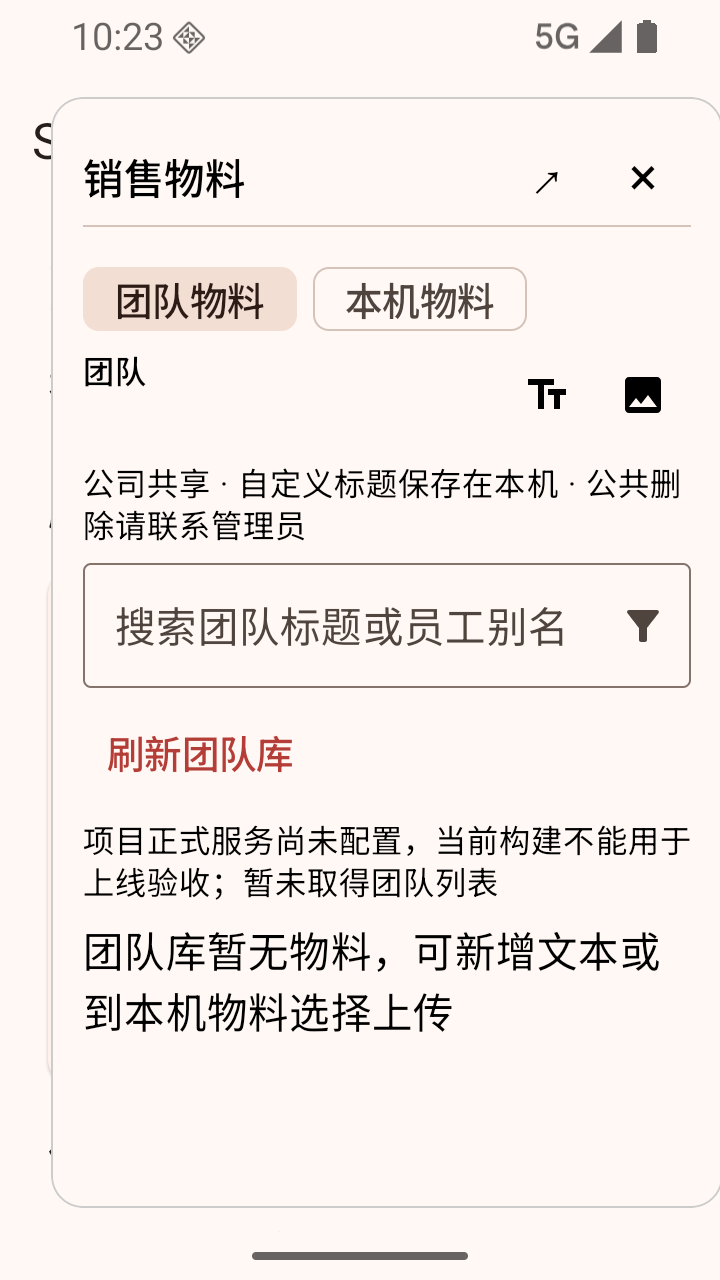 10:23
5G
S
销售物料
团队物料
本机物料
团队
公司共享 · 自定义标题保存在本机 · 公共删
除请联系管理员
搜索团队标题或员工别名
刷新团队库
项目正式服务尚未配置，当前构建不能用于
上线验收；暂未取得团队列表
团队库暂无物料，可新增文本或
到本机物料选择上传